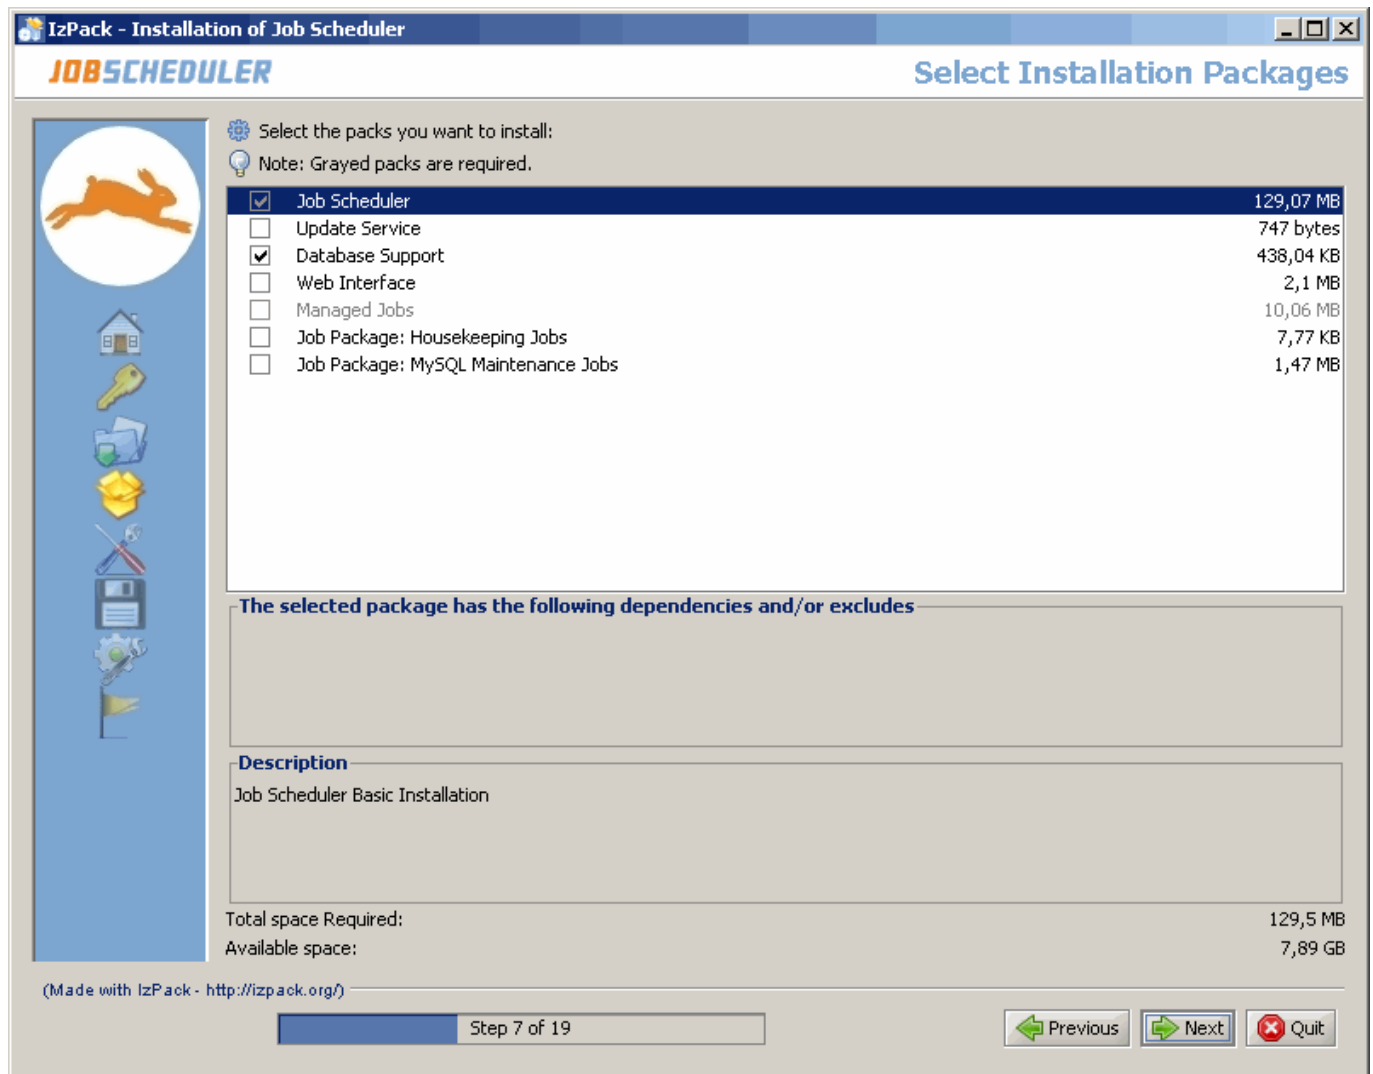 IzPack - Installation of Job Scheduler
JOBSCHEDULER
Select Installation Packages
Select the packs you want to install:
Note: Grayed packs are required.
Job Scheduler 129,07 MB
Update Service 747 bytes
Database Support 438,04 KB
Web Interface 2,1 MB
Managed Jobs 10,06 MB
Job Package: Housekeeping Jobs 7,77 KB
Job Package: MySQL Maintenance Jobs 1,47 MB
The selected package has the following dependencies and/or excludes
Description
Job Scheduler Basic Installation
Total space Required: 129,5 MB
Available space: 7,89 GB
(Made with IzPack - http://izpack.org/)
Step 7 of 19
Previous
Next
Quit